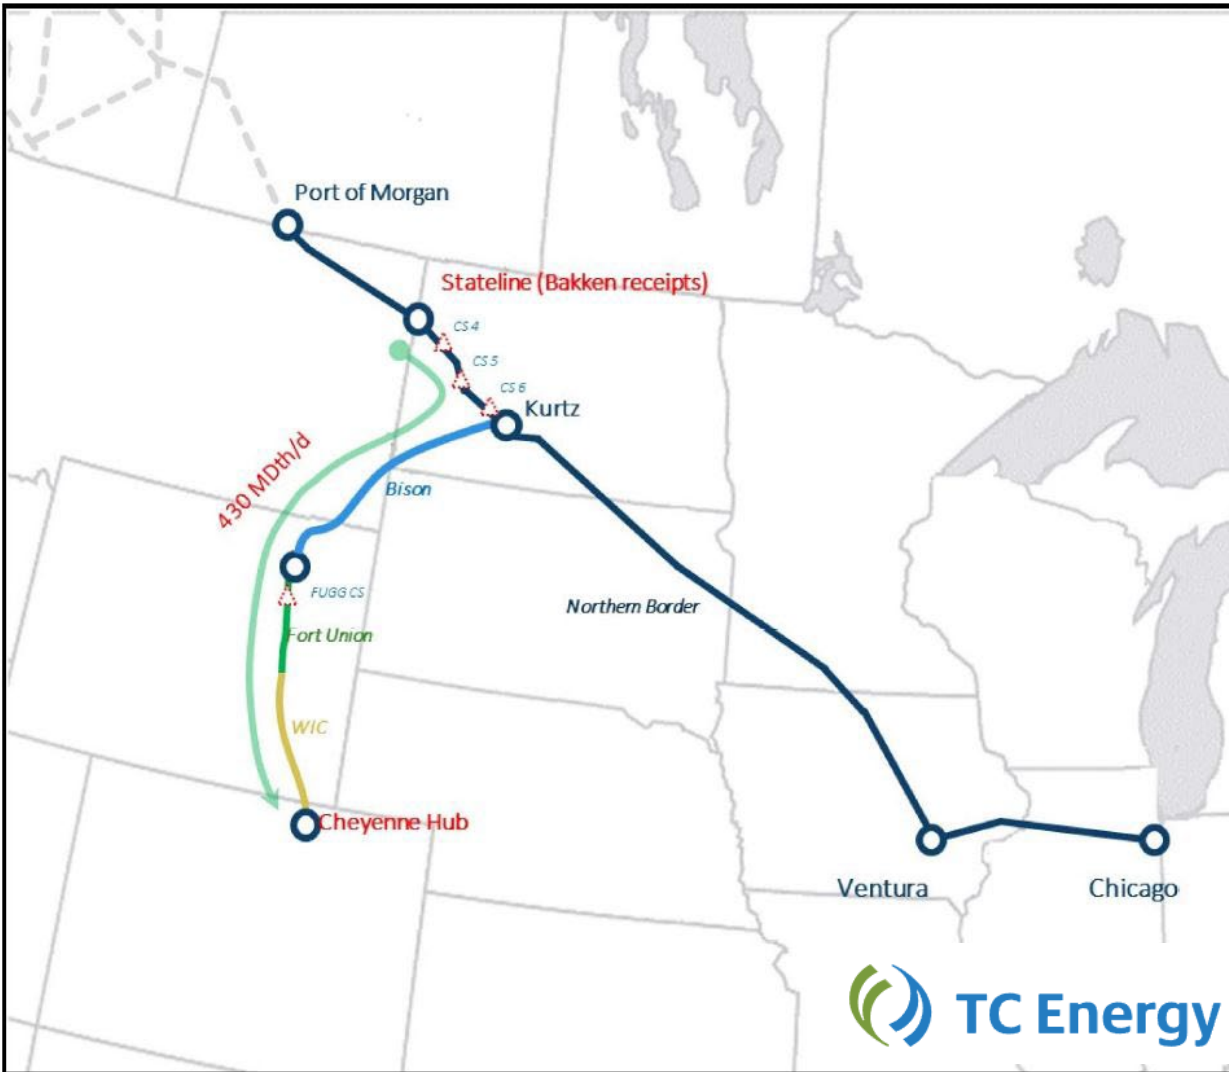 Port of Morgan
Stateline (Bakken receipts)
CS 4
CS 5
CS 6
Kurtz
430 MDth/d
Bison
FUGG CS
Fort Union
Northern Border
WIC
Cheyenne Hub
Ventura
Chicago
TC Energy